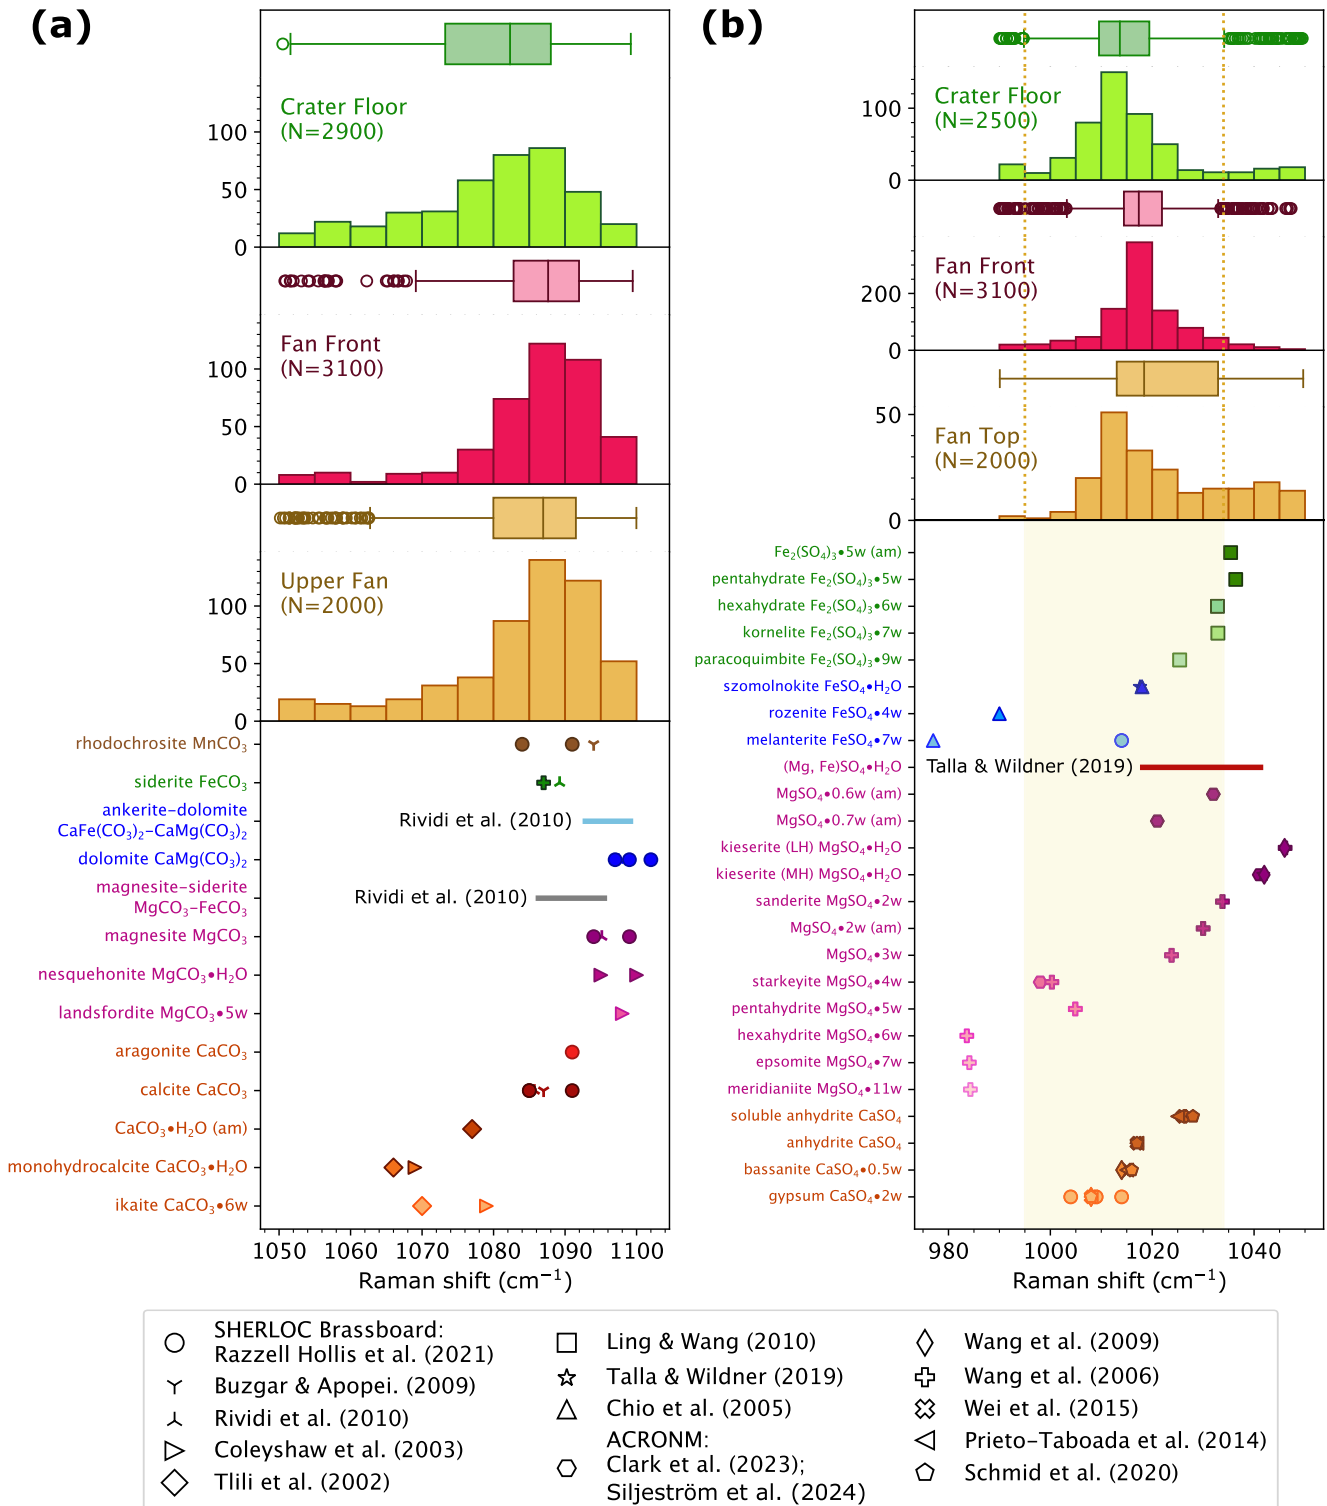 (a)
Crater Floor
(N=2900)
100
50
0
Fan Front
(N=3100)
100
50
0
Upper Fan
(N=2000)
100
50
0
rhodochrosite MnCO₃
siderite FeCO₃
ankerite–dolomite
CaFe(CO₃)₂–CaMg(CO₃)₂
Rividi et al. (2010)
dolomite CaMg(CO₃)₂
magnesite–siderite
MgCO₃–FeCO₃
Rividi et al. (2010)
magnesite MgCO₃
nesquehonite MgCO₃•H₂O
landsfordite MgCO₃•5w
aragonite CaCO₃
calcite CaCO₃
CaCO₃•H₂O (am)
monohydrocalcite CaCO₃•H₂O
ikaite CaCO₃•6w
1050 1060 1070 1080 1090 1100
Raman shift (cm⁻¹)
(b)
Crater Floor
(N=2500)
100
0
Fan Front
(N=3100)
200
0
Fan Top
(N=2000)
50
0
Fe₂(SO₄)₃•5w (am)
pentahydrate Fe₂(SO₄)₃•5w
hexahydrate Fe₂(SO₄)₃•6w
kornelite Fe₂(SO₄)₃•7w
paracoquimbite Fe₂(SO₄)₃•9w
szomolnokite FeSO₄•H₂O
rozenite FeSO₄•4w
melanterite FeSO₄•7w
(Mg, Fe)SO₄•H₂O
Talla & Wildner (2019)
MgSO₄•0.6w (am)
MgSO₄•0.7w (am)
kieserite (LH) MgSO₄•H₂O
kieserite (MH) MgSO₄•H₂O
sanderite MgSO₄•2w
MgSO₄•2w (am)
MgSO₄•3w
starkeyite MgSO₄•4w
pentahydrite MgSO₄•5w
hexahydrite MgSO₄•6w
epsomite MgSO₄•7w
meridianiite MgSO₄•11w
soluble anhydrite CaSO₄
anhydrite CaSO₄
bassanite CaSO₄•0.5w
gypsum CaSO₄•2w
980 1000 1020 1040
Raman shift (cm⁻¹)
SHERLOC Brassboard:
Razzell Hollis et al. (2021)
Buzgar & Apopei. (2009)
Rividi et al. (2010)
Coleyshaw et al. (2003)
Tlili et al. (2002)
Ling & Wang (2010)
Talla & Wildner (2019)
Chio et al. (2005)
ACRONM:
Clark et al. (2023);
Siljeström et al. (2024)
Wang et al. (2009)
Wang et al. (2006)
Wei et al. (2015)
Prieto–Taboada et al. (2014)
Schmid et al. (2020)